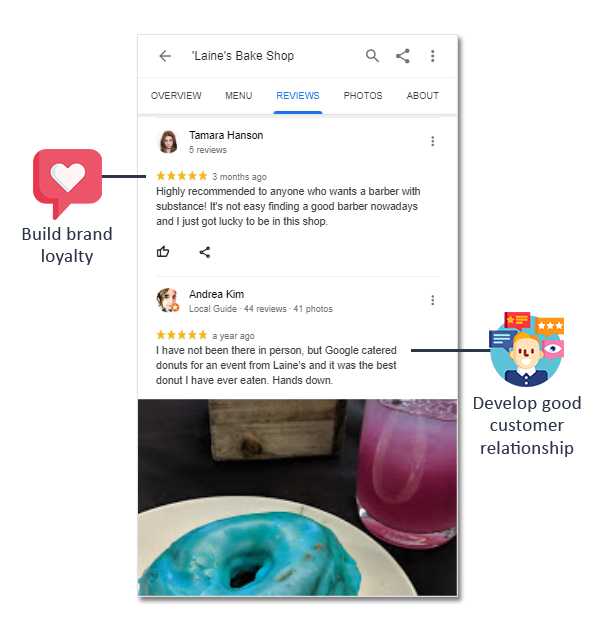 'Laine's Bake Shop
OVERVIEW MENU REVIEWS PHOTOS ABOUT
Tamara Hanson
5 reviews
3 months ago
Highly recommended to anyone who wants a barber with
substance! It's not easy finding a good barber nowadays
and I just got lucky to be in this shop.
Build brand
loyalty
Andrea Kim
Local Guide · 44 reviews · 41 photos
a year ago
I have not been there in person, but Google catered
donuts for an event from Laine's and it was the best
donut I have ever eaten. Hands down.
Develop good
customer
relationship